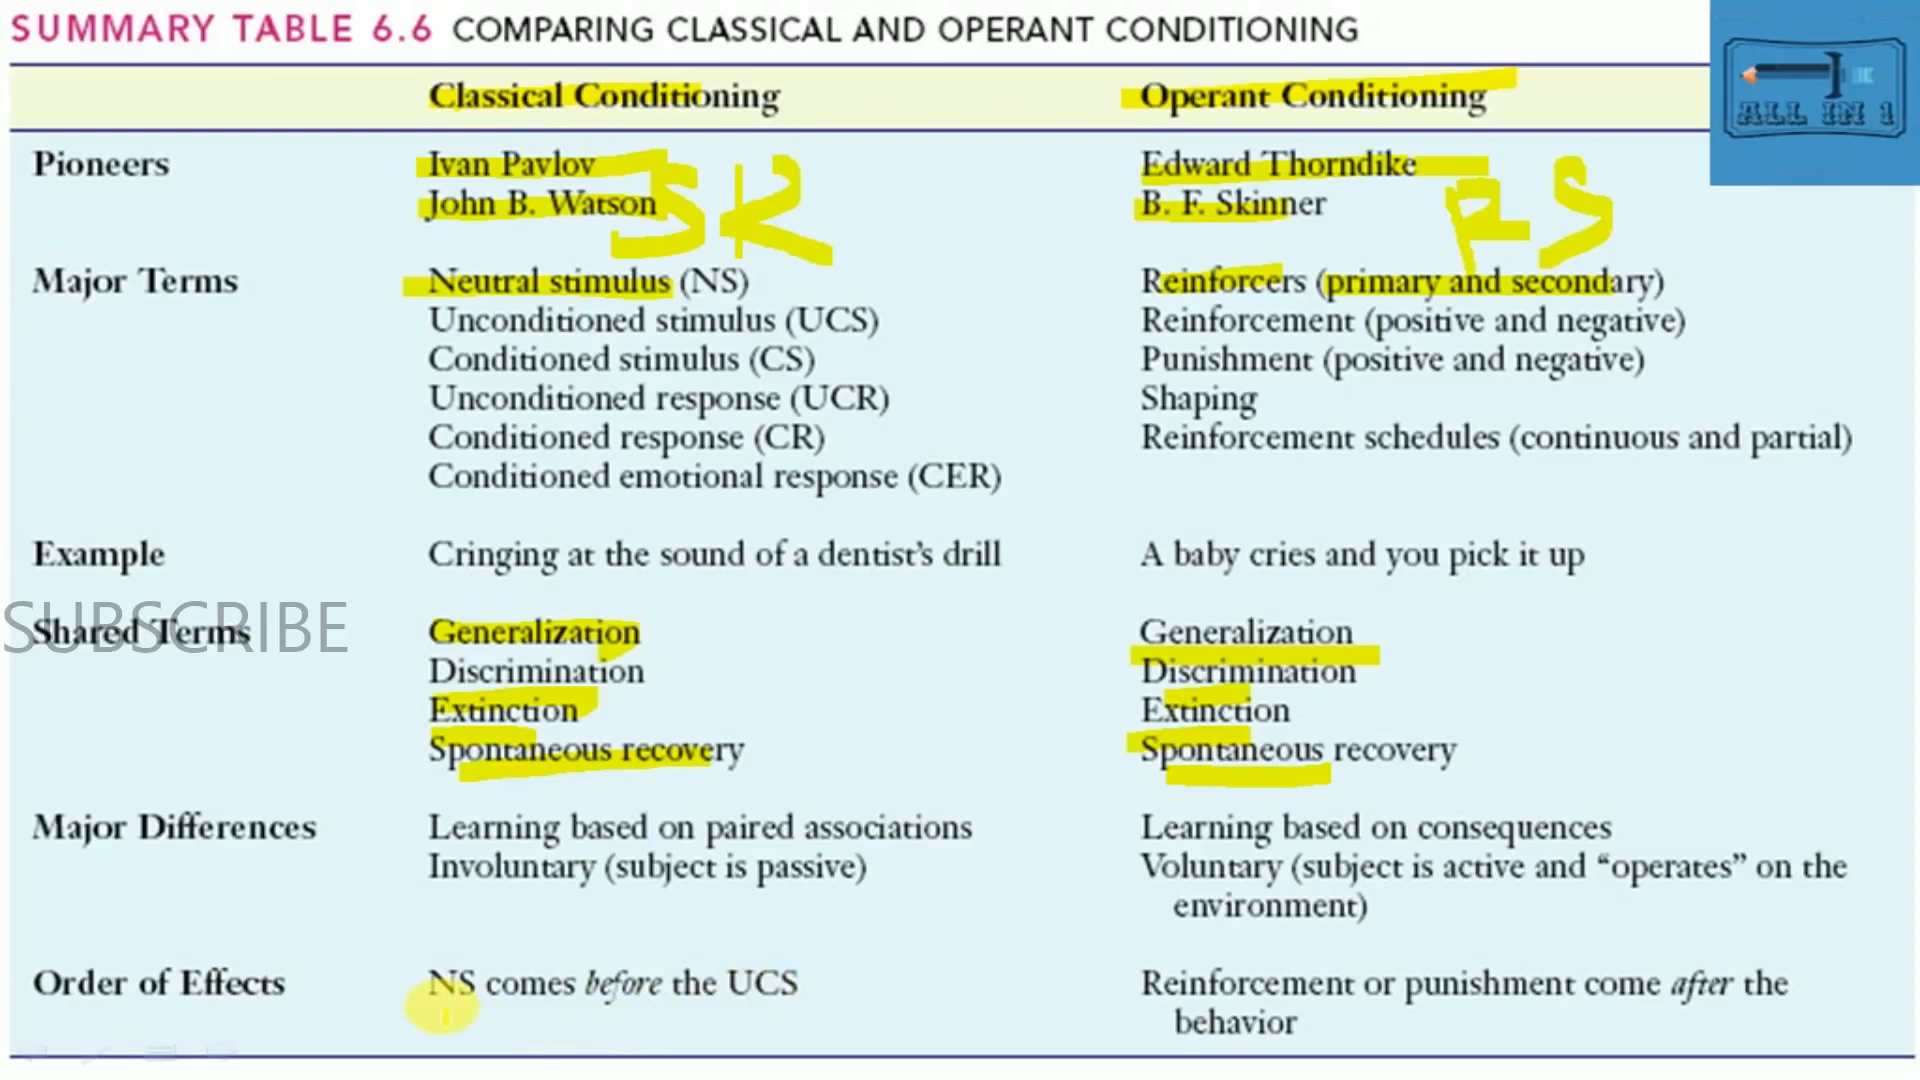 SUMMARY TABLE 6.6 COMPARING CLASSICAL AND OPERANT CONDITIONING
ALL IN 1
Classical Conditioning Operant Conditioning
Pioneers Ivan Pavlov Edward Thorndike
John B. Watson B. F. Skinner
SR RS
Major Terms Neutral stimulus (NS) Reinforcers (primary and secondary)
Unconditioned stimulus (UCS) Reinforcement (positive and negative)
Conditioned stimulus (CS) Punishment (positive and negative)
Unconditioned response (UCR) Shaping
Conditioned response (CR) Reinforcement schedules (continuous and partial)
Conditioned emotional response (CER)
Example Cringing at the sound of a dentist's drill A baby cries and you pick it up
SUBSCRIBE
Shared Terms Generalization Generalization
Discrimination Discrimination
Extinction Extinction
Spontaneous recovery Spontaneous recovery
Major Differences Learning based on paired associations Learning based on consequences
Involuntary (subject is passive) Voluntary (subject is active and “operates” on the
environment)
Order of Effects NS comes before the UCS Reinforcement or punishment come after the
behavior